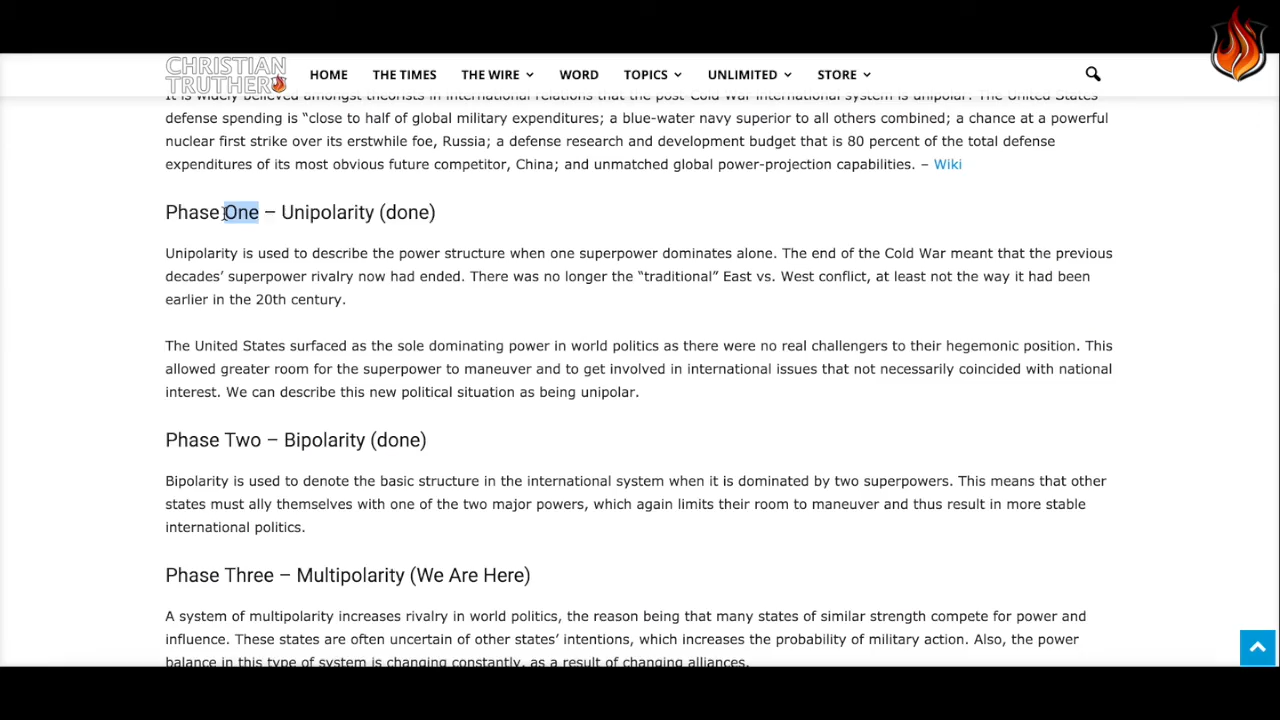 CHRISTIAN
TRUTHER
HOME THE TIMES THE WIRE WORD TOPICS UNLIMITED STORE
It is widely believed amongst theorists in international relations that the post-Cold War international system is unipolar: The United States
defense spending is “close to half of global military expenditures; a blue-water navy superior to all others combined; a chance at a powerful
nuclear first strike over its erstwhile foe, Russia; a defense research and development budget that is 80 percent of the total defense
expenditures of its most obvious future competitor, China; and unmatched global power-projection capabilities. – Wiki
Phase One – Unipolarity (done)
Unipolarity is used to describe the power structure when one superpower dominates alone. The end of the Cold War meant that the previous
decades’ superpower rivalry now had ended. There was no longer the “traditional” East vs. West conflict, at least not the way it had been
earlier in the 20th century.
The United States surfaced as the sole dominating power in world politics as there were no real challengers to their hegemonic position. This
allowed greater room for the superpower to maneuver and to get involved in international issues that not necessarily coincided with national
interest. We can describe this new political situation as being unipolar.
Phase Two – Bipolarity (done)
Bipolarity is used to denote the basic structure in the international system when it is dominated by two superpowers. This means that other
states must ally themselves with one of the two major powers, which again limits their room to maneuver and thus result in more stable
international politics.
Phase Three – Multipolarity (We Are Here)
A system of multipolarity increases rivalry in world politics, the reason being that many states of similar strength compete for power and
influence. These states are often uncertain of other states’ intentions, which increases the probability of military action. Also, the power
balance in this type of system is changing constantly, as a result of changing alliances.